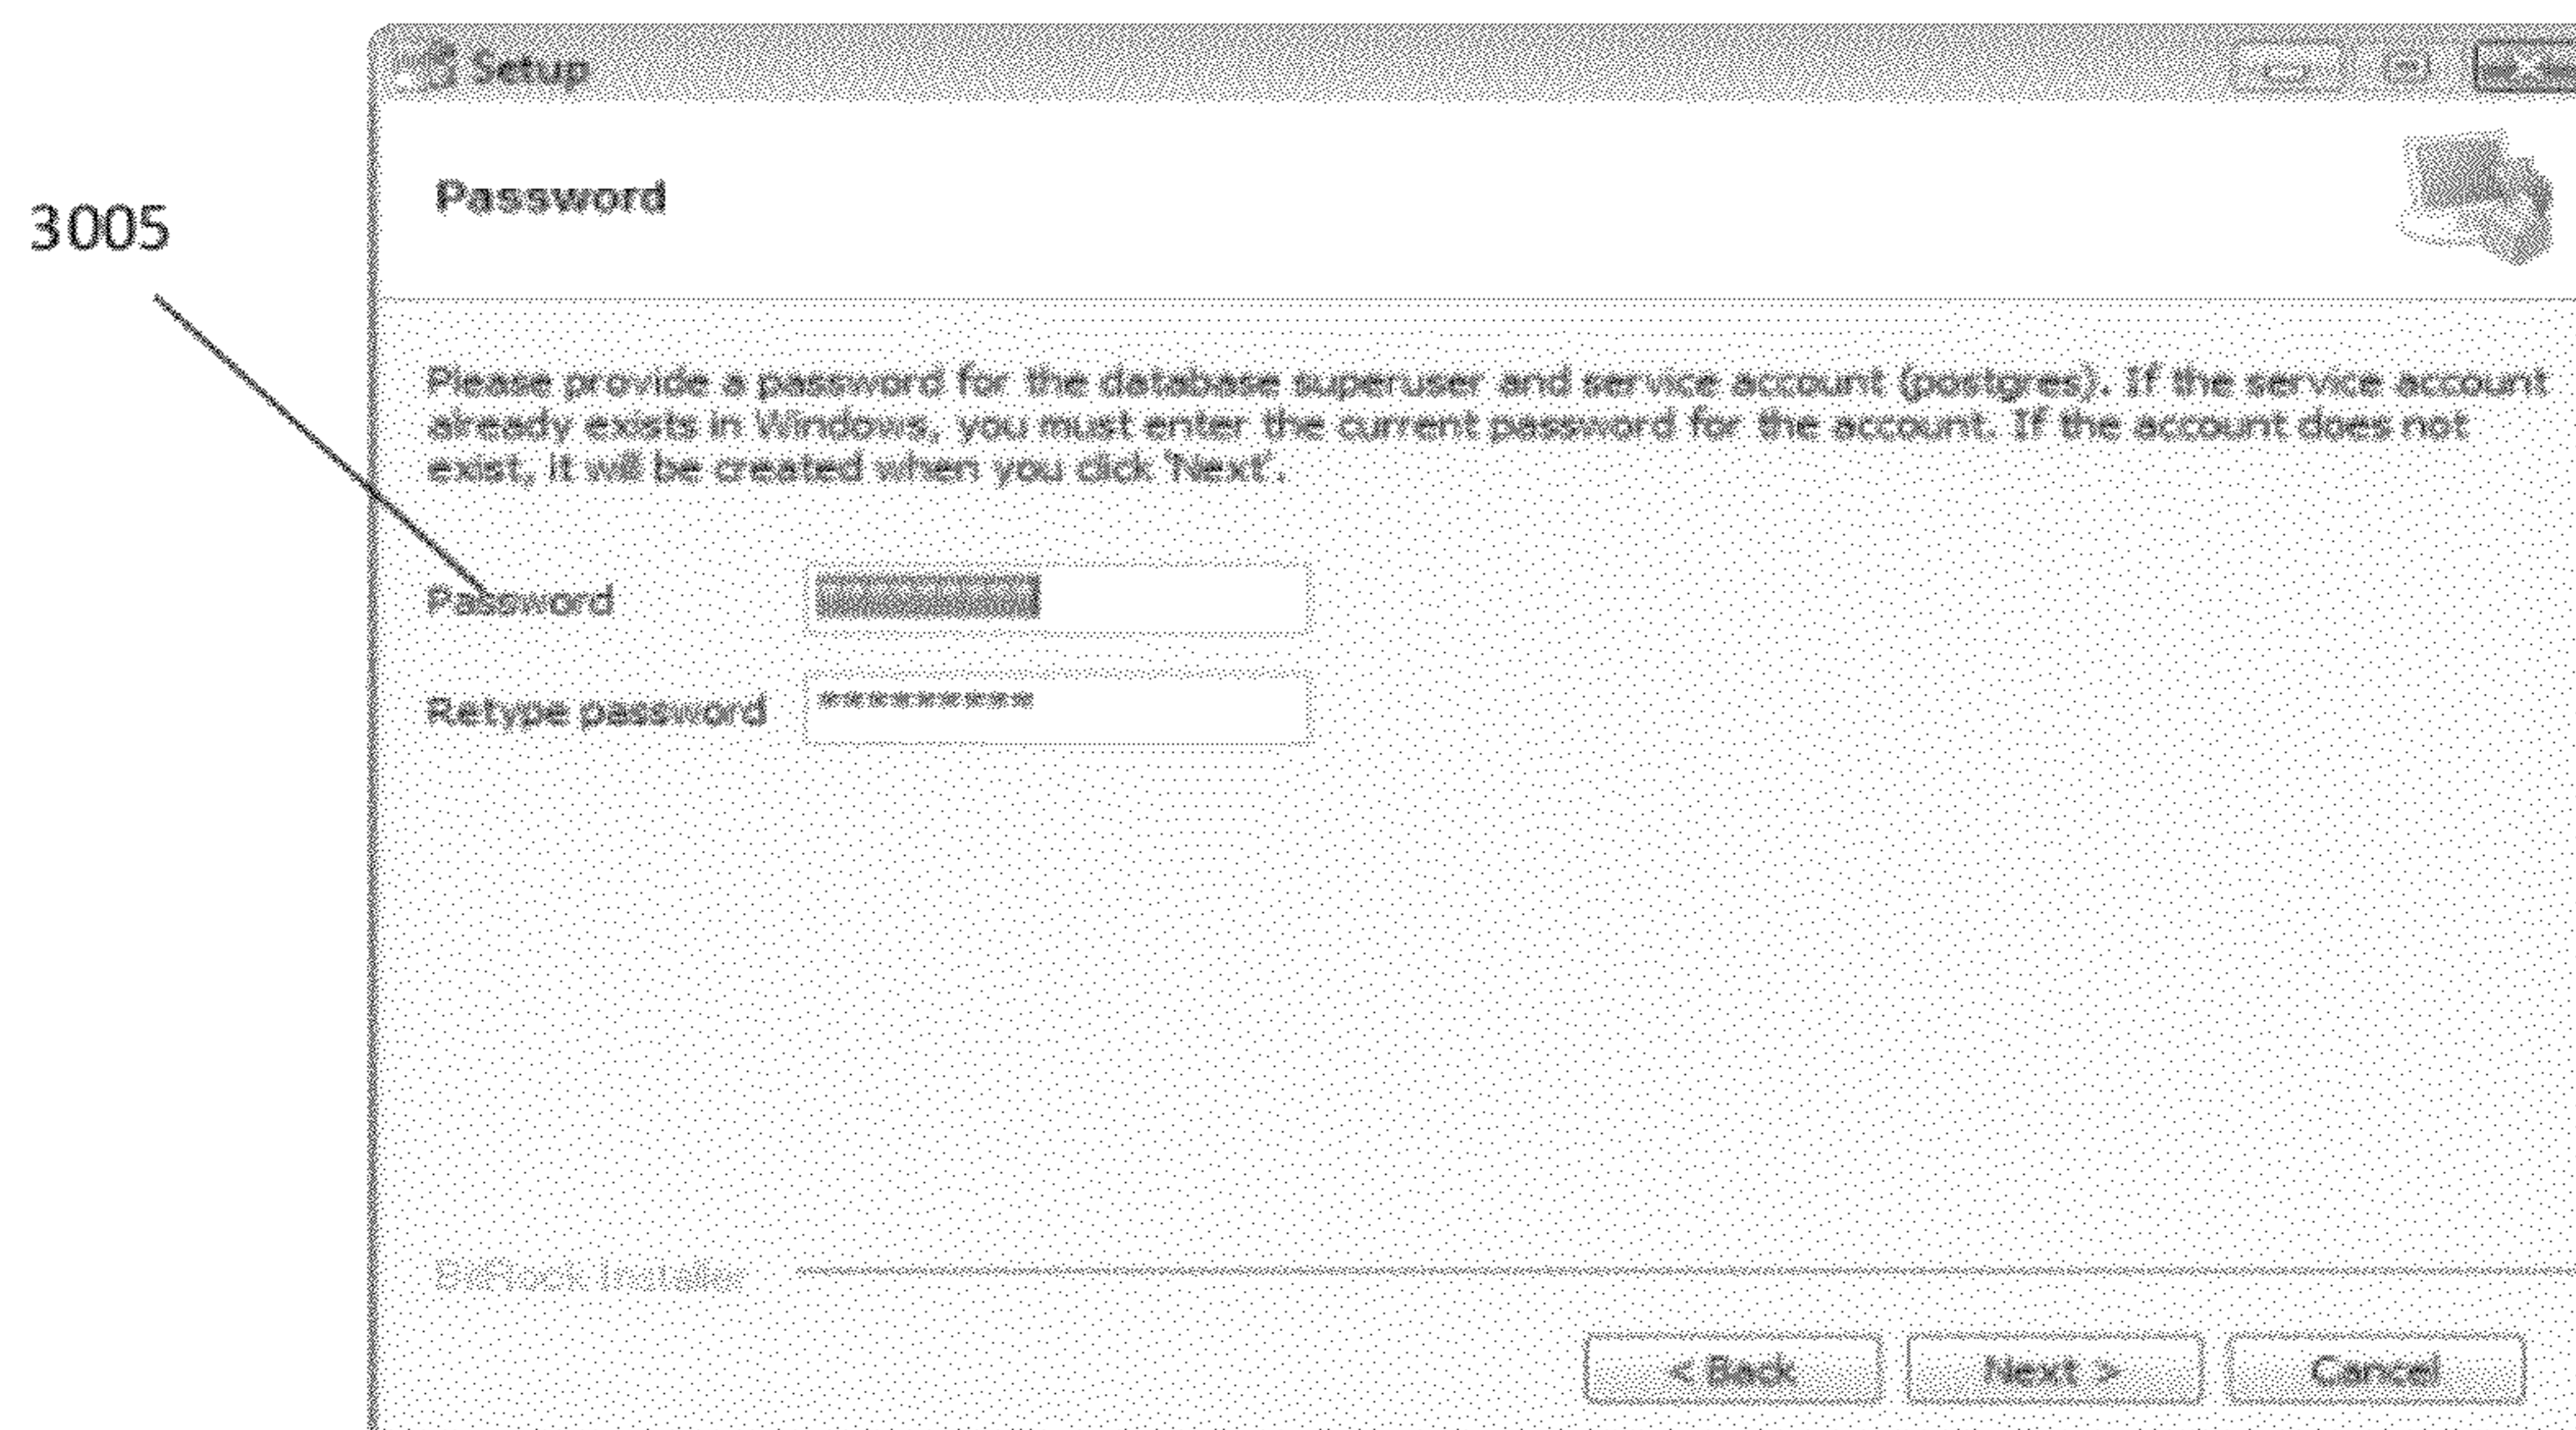 Setup
Password
3005
Please provide a password for the database superuser and service account (postgres). If the service account
already exists in Windows, you must enter the current password for the account. If the account does not
exist, it will be created when you click 'Next'.
Password
Retype password *********
BitRock Installer
< Back Next > Cancel